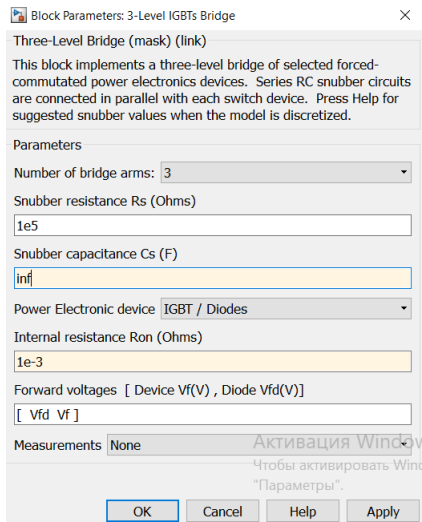 Block Parameters: 3-Level IGBTs Bridge
Three-Level Bridge (mask) (link)
This block implements a three-level bridge of selected forced-
commutated power electronics devices. Series RC snubber circuits
are connected in parallel with each switch device. Press Help for
suggested snubber values when the model is discretized.
Parameters
Number of bridge arms: 3
Snubber resistance Rs (Ohms)
1e5
Snubber capacitance Cs (F)
inf
Power Electronic device IGBT / Diodes
Internal resistance Ron (Ohms)
1e-3
Forward voltages [ Device Vf(V) , Diode Vfd(V)]
[ Vfd Vf ]
Measurements None
Активация Window
Чтобы активировать Wind
"Параметры".
OK Cancel Help Apply